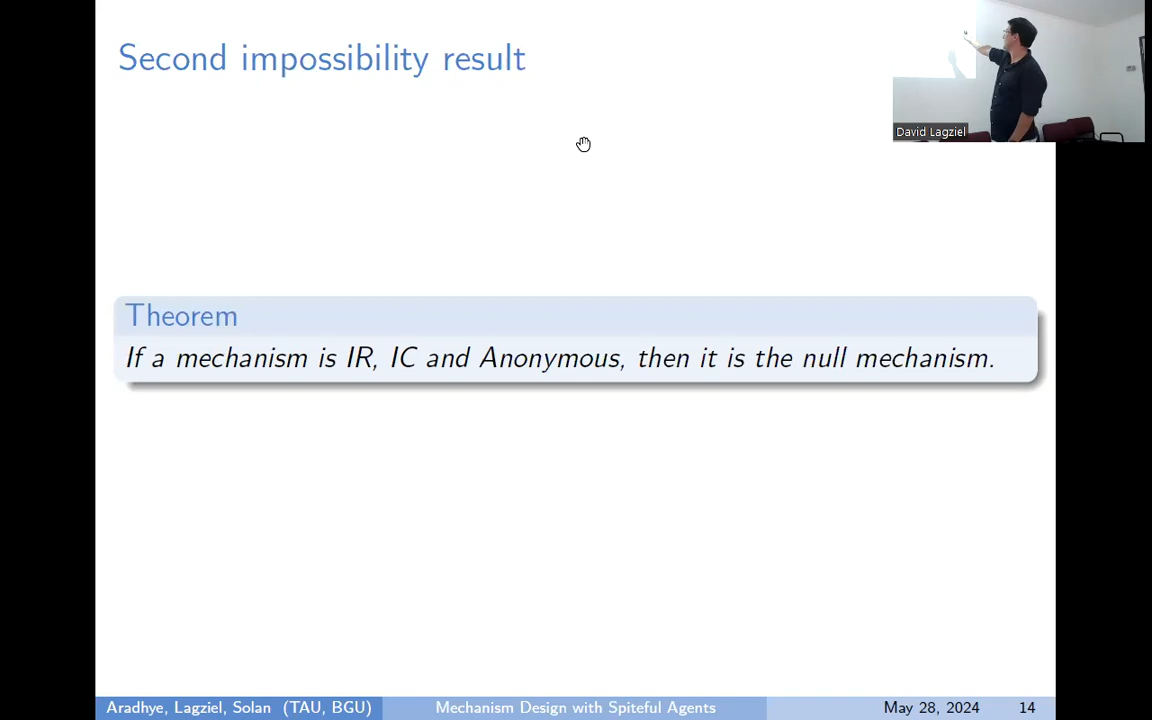 Second impossibility result
David Lagziel
Theorem
If a mechanism is IR, IC and Anonymous, then it is the null mechanism.
Aradhye, Lagziel, Solan (TAU, BGU) Mechanism Design with Spiteful Agents May 28, 2024 14